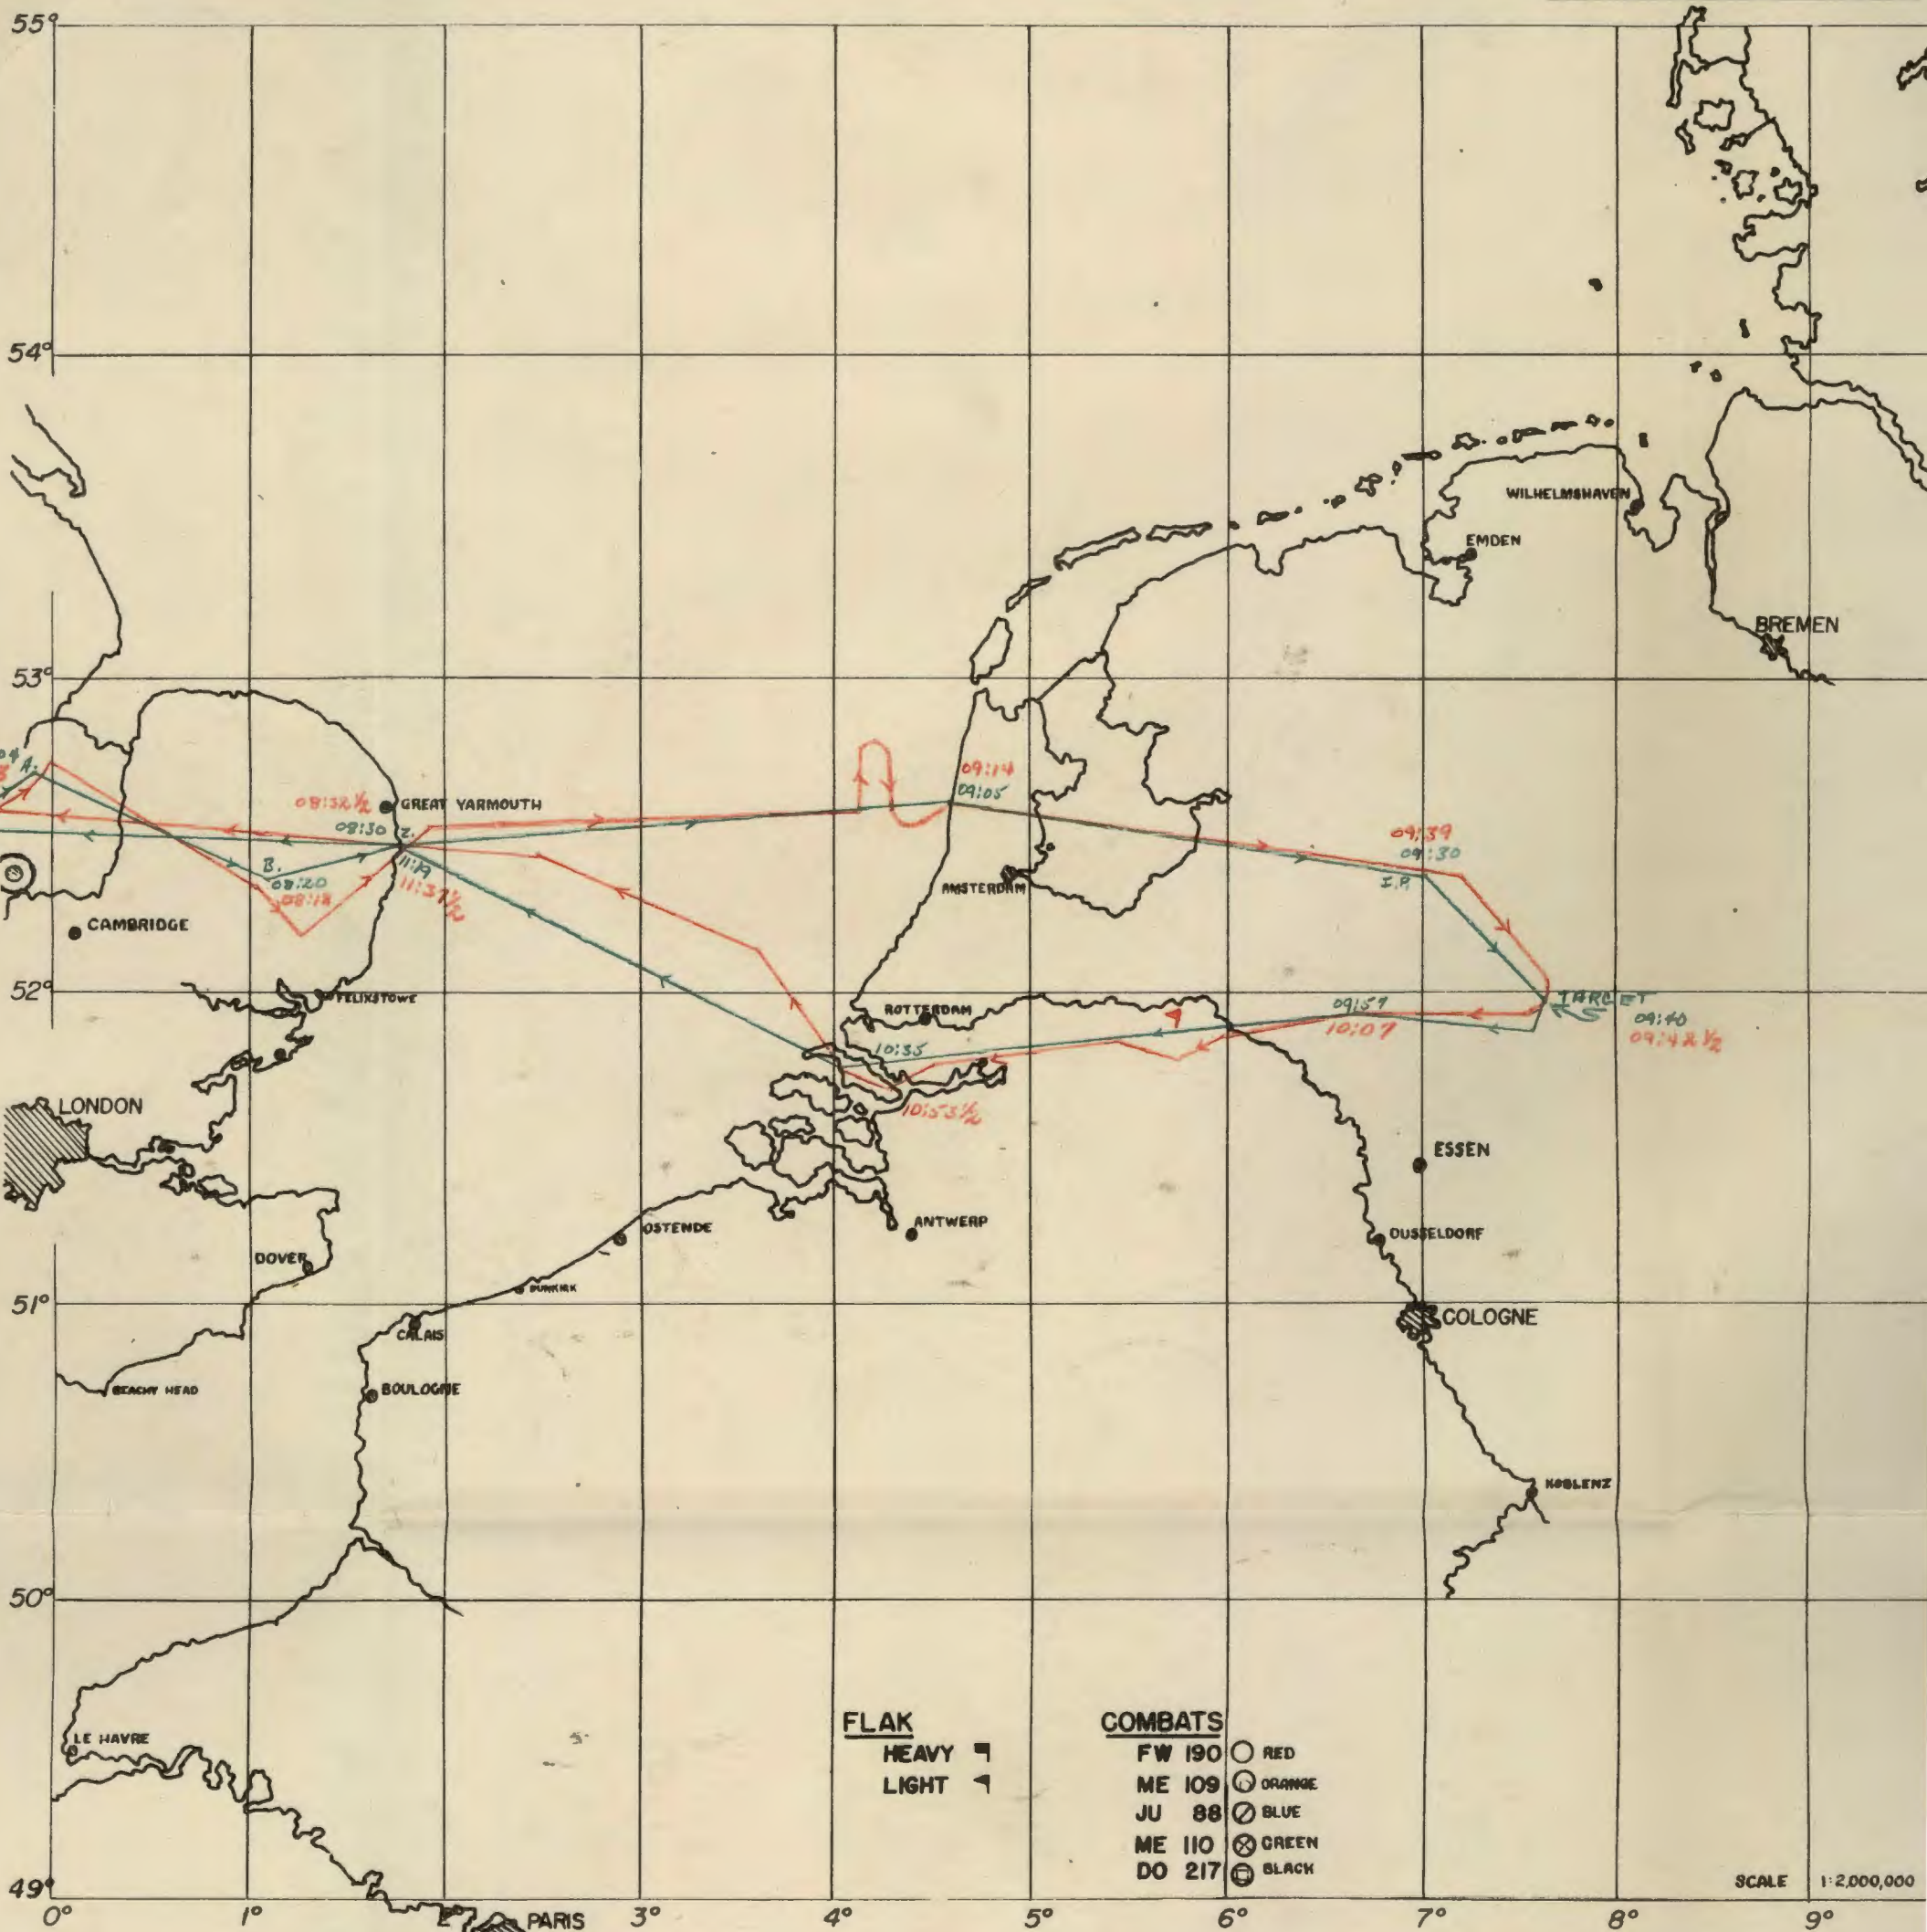 55°
54°
WILHELMSHAVEN
EMDEN
BREMEN
53°
04 A.
09:14
09:05
08:32½ GREAT YARMOUTH
08:30 Z.
09:39
09:30
B.
08:20
08:18
11:19
11:37½
I.P.
AMSTERDAM
CAMBRIDGE
52°
FELIXSTOWE
ROTTERDAM
09:57
10:07
TARGET
09:40
09:42½
10:35
10:53½
LONDON
ESSEN
ANTWERP
OSTENDE
DUSSELDORF
DOVER
DUNKIRK
51°
COLOGNE
CALAIS
BEACHY HEAD
BOULOGNE
KOBLENZ
50°
LE HAVRE
FLAK
HEAVY
LIGHT
COMBATS
FW 190 RED
ME 109 ORANGE
JU 88 BLUE
ME 110 GREEN
DO 217 BLACK
SCALE 1:2,000,000
49°
0° 1° 2° PARIS 3° 4° 5° 6° 7° 8° 9°